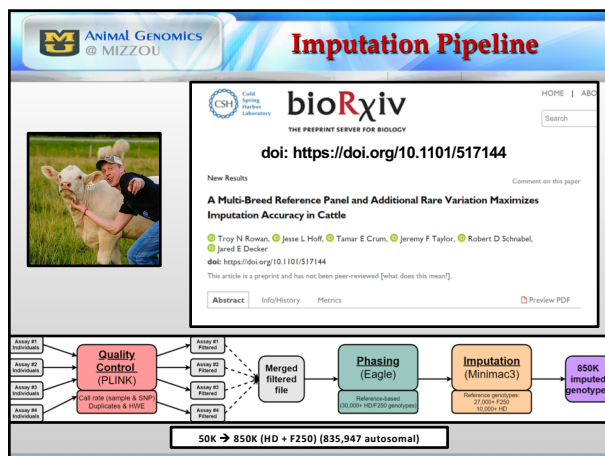 ANIMAL GENOMICS
@ MIZZOU
Imputation Pipeline
CSH
Cold
Spring
Harbor
Laboratory
bioRxiv
THE PREPRINT SERVER FOR BIOLOGY
HOME | ABO
Search
doi: https://doi.org/10.1101/517144
New Results
Comment on this paper
A Multi-Breed Reference Panel and Additional Rare Variation Maximizes
Imputation Accuracy in Cattle
Troy N Rowan, Jesse L Hoff, Tamar E Crum, Jeremy F Taylor, Robert D Schnabel,
Jared E Decker
doi: https://doi.org/10.1101/517144
This article is a preprint and has not been peer-reviewed [what does this mean?].
Abstract Info/History Metrics Preview PDF
Assay #1
Individuals
Assay #2
Individuals
Assay #3
Individuals
Assay #4
Individuals
Quality
Control
(PLINK)
Call rate (sample & SNP)
Duplicates & HWE
Assay #1
Filtered
Assay #2
Filtered
Assay #3
Filtered
Assay #4
Filtered
Merged
filtered
file
Phasing
(Eagle)
Reference-based
(30,000+ HD/F250 genotypes)
Imputation
(Minimac3)
Reference genotypes:
27,000+ F250
10,000+ HD
850K
imputed
genotype
50K → 850K (HD + F250) (835,947 autosomal)